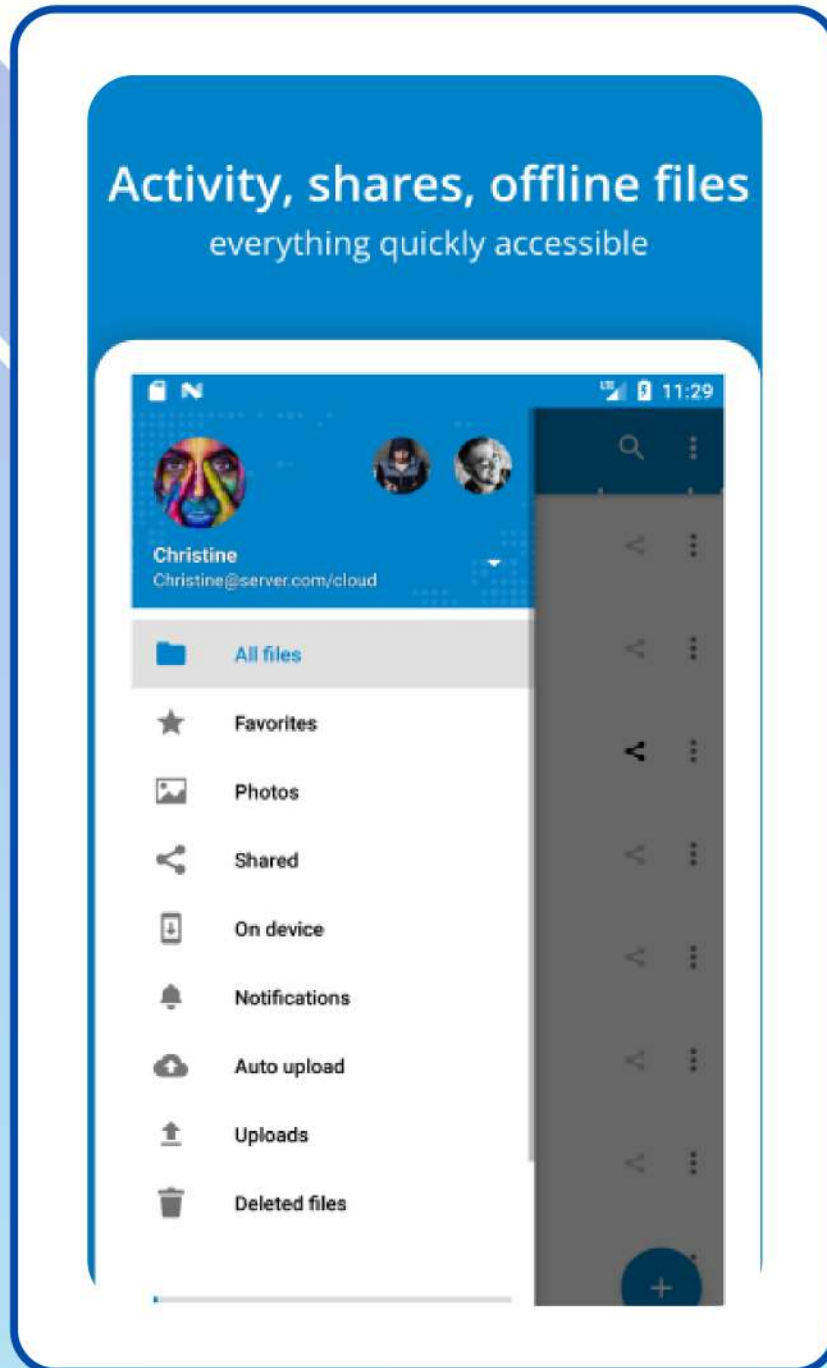 Activity, shares, offline files
everything quickly accessible
LTE 11:29
Christine
Christine@server.com/cloud
All files
Favorites
Photos
Shared
On device
Notifications
Auto upload
Uploads
Deleted files